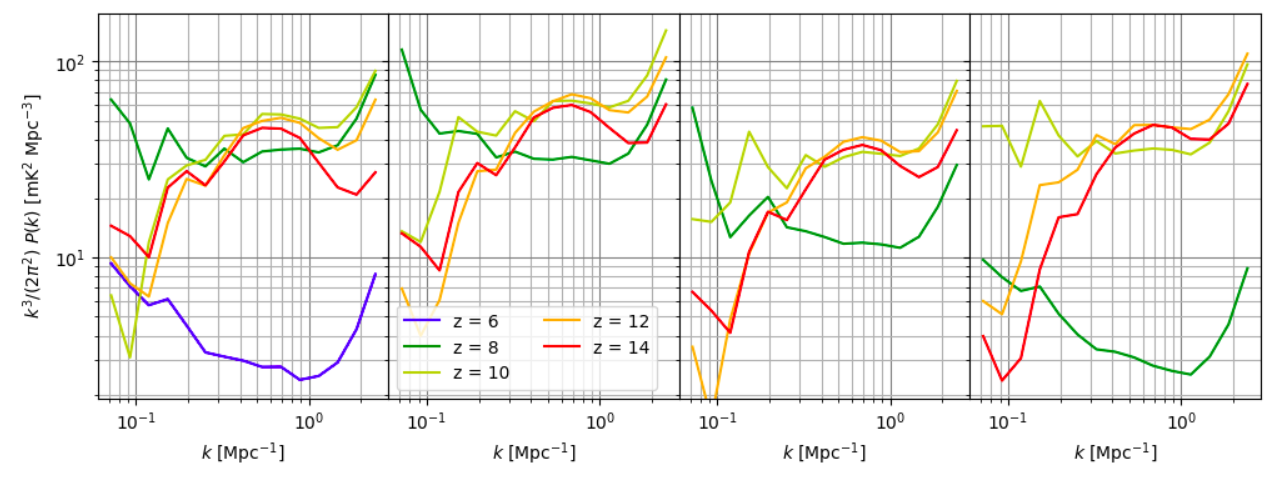 k³/(2π²) P(k) [mK² Mpc⁻³]
10²
10¹
z = 6
z = 8
z = 10
z = 12
z = 14
10⁻¹ 10⁰ 10⁻¹ 10⁰ 10⁻¹ 10⁰ 10⁻¹ 10⁰
k [Mpc⁻¹] k [Mpc⁻¹] k [Mpc⁻¹] k [Mpc⁻¹]